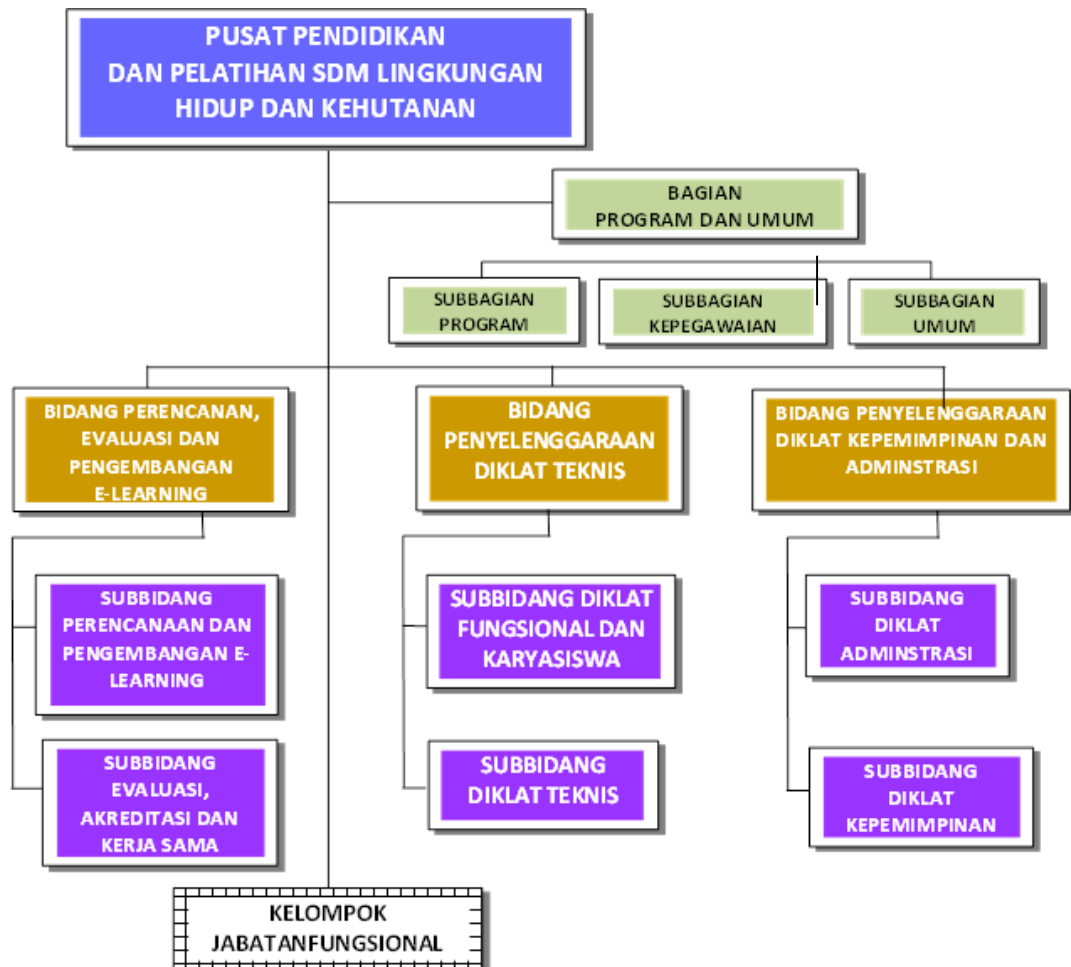 PUSAT PENDIDIKAN
DAN PELATIHAN SDM LINGKUNGAN
HIDUP DAN KEHUTANAN
BAGIAN
PROGRAM DAN UMUM
SUBBAGIAN
PROGRAM
SUBBAGIAN
KEPEGAWAIAN
SUBBAGIAN
UMUM
BIDANG PERENCANAN,
EVALUASI DAN
PENGEMBANGAN
E-LEARNING
BIDANG
PENYELENGGARAAN
DIKLAT TEKNIS
BIDANG PENYELENGGARAAN
DIKLAT KEPEMIMPINAN DAN
ADMINSTRASI
SUBBIDANG
PERENCANAAN DAN
PENGEMBANGAN E-
LEARNING
SUBBIDANG DIKLAT
FUNGSIONAL DAN
KARYASISWA
SUBBIDANG
DIKLAT
ADMINSTRASI
SUBBIDANG
EVALUASI,
AKREDITASI DAN
KERJA SAMA
SUBBIDANG
DIKLAT TEKNIS
SUBBIDANG
DIKLAT
KEPEMIMPINAN
KELOMPOK
JABATANFUNGSIONAL